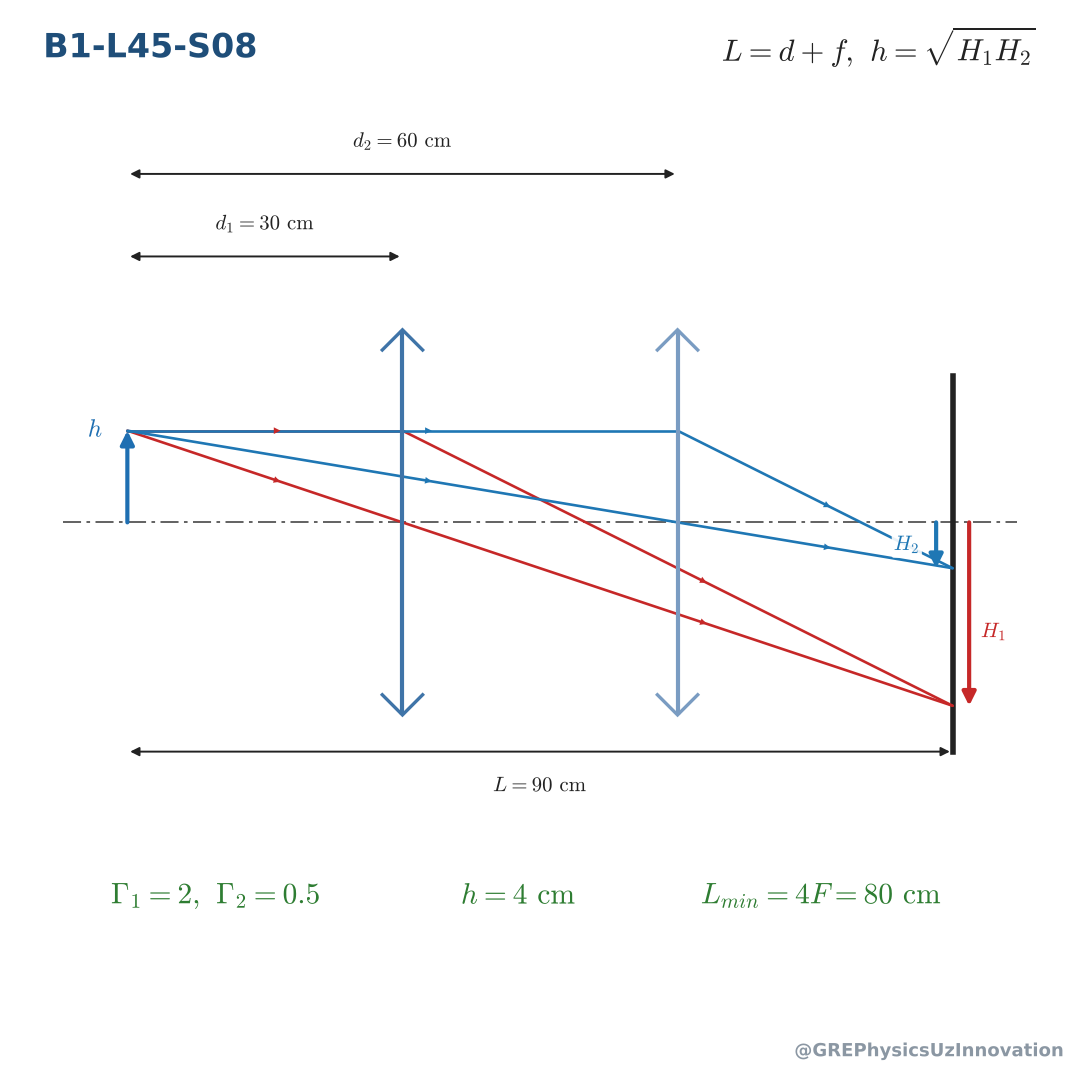 B1-L45-S08
L = d + f, h = √H₁H₂
d₂ = 60 cm
d₁ = 30 cm
h
H₂
H₁
L = 90 cm
Γ₁ = 2, Γ₂ = 0.5
h = 4 cm
Lₘᵢₙ = 4F = 80 cm
@GREPhysicsUzInnovation